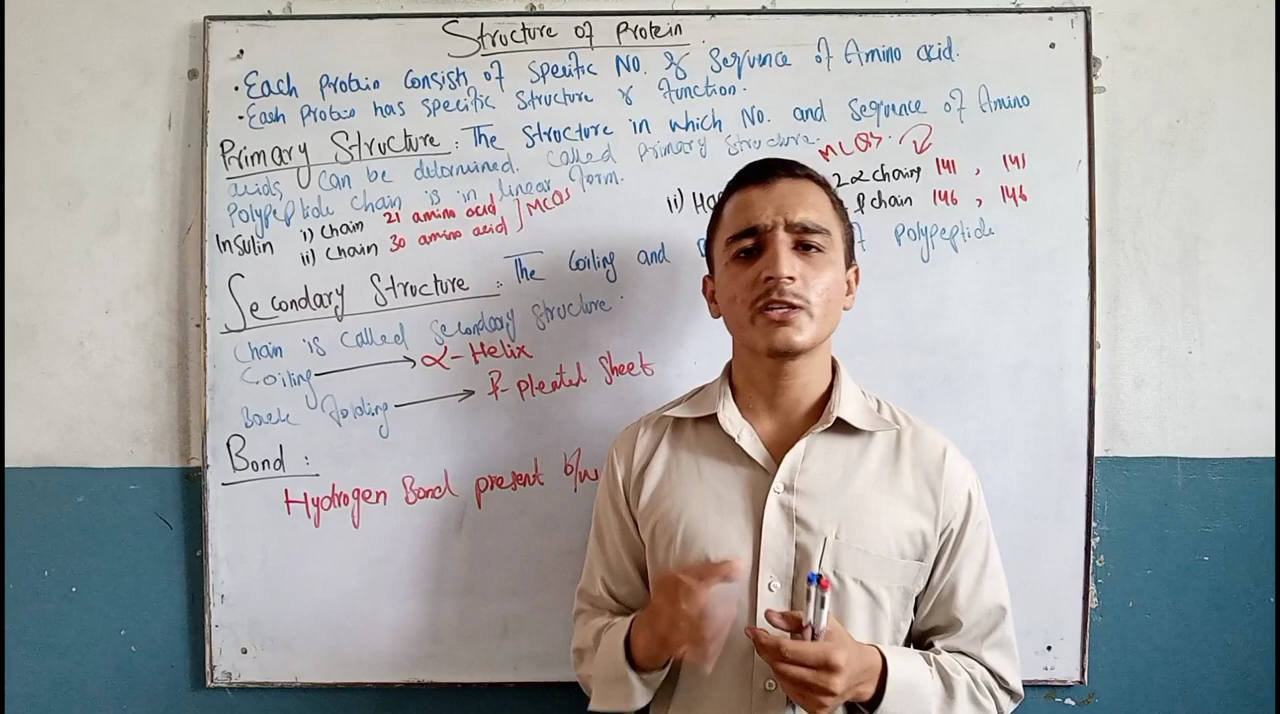 Structure of Protein
• Each Protein Consist of Specific No. & Sequence of Amino acid.
• Each Protein has specific Structure & function.
Primary Structure: The Structure in which No. and Sequence of Amino
acids can be determined. Called Primary Structure.
Polypeptide chain is in linear form.
MCQs.
Insulin i) chain 21 amino acid
ii) chain 30 amino acid ] MCQs
ii) 2α chains 141, 141
β chain 146, 146
Secondary Structure: The Coiling and of Polypeptide
Chain is called Secondary Structure.
Coiling → α-Helix
Back folding → β-pleated Sheets
Bond:
Hydrogen Bond present b/w